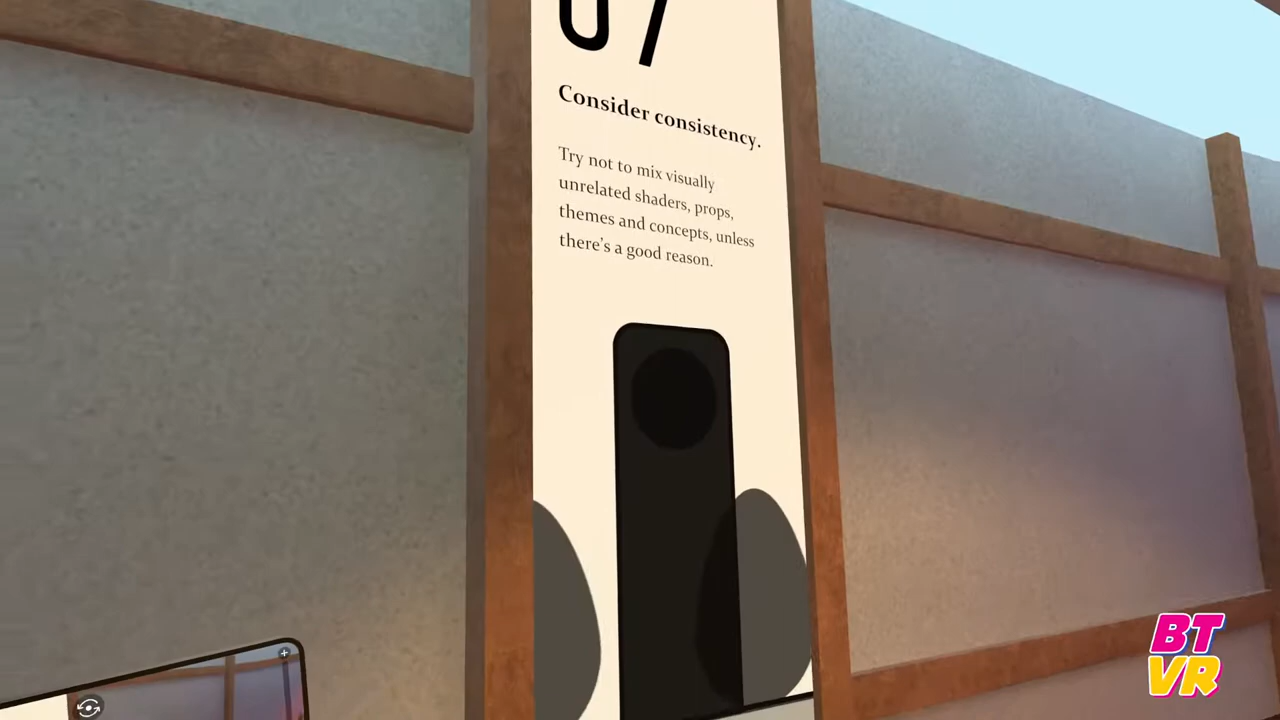 07
Consider consistency.
Try not to mix visually
unrelated shaders, props,
themes and concepts, unless
there's a good reason.
BT
VR